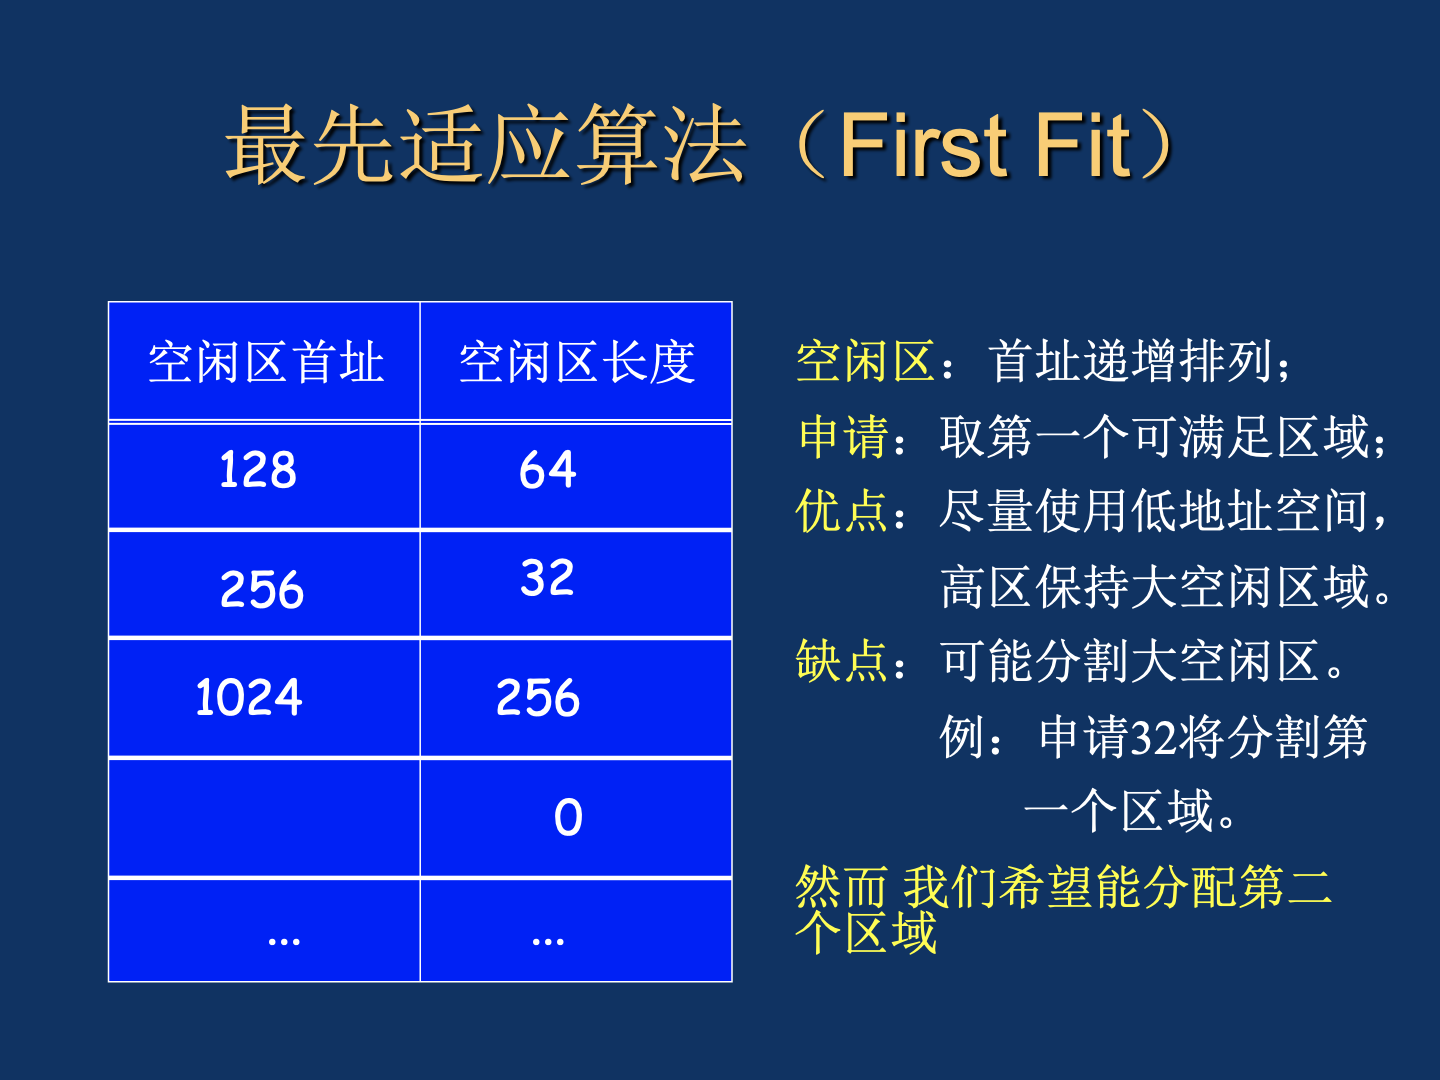 最先适应算法（First Fit）
空闲区首址 空闲区长度
128 64
256 32
1024 256
0
... ...
空闲区：首址递增排列；
申请：取第一个可满足区域；
优点：尽量使用低地址空间，
高区保持大空闲区域。
缺点：可能分割大空闲区。
例：申请32将分割第
一个区域。
然而 我们希望能分配第二
个区域